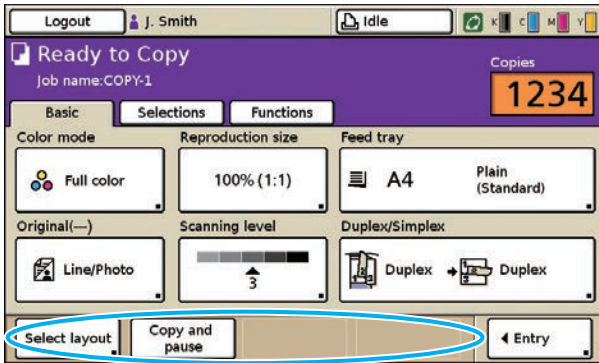 Logout
J. Smith
Idle
K C M Y
Ready to Copy
Job name:COPY-1
Copies
1234
Basic
Selections
Functions
Color mode
Reproduction size
Feed tray
Full color
100% (1:1)
A4
Plain
(Standard)
Original(---)
Scanning level
Duplex/Simplex
Line/Photo
3
Duplex
Duplex
Select layout
Copy and
pause
Entry